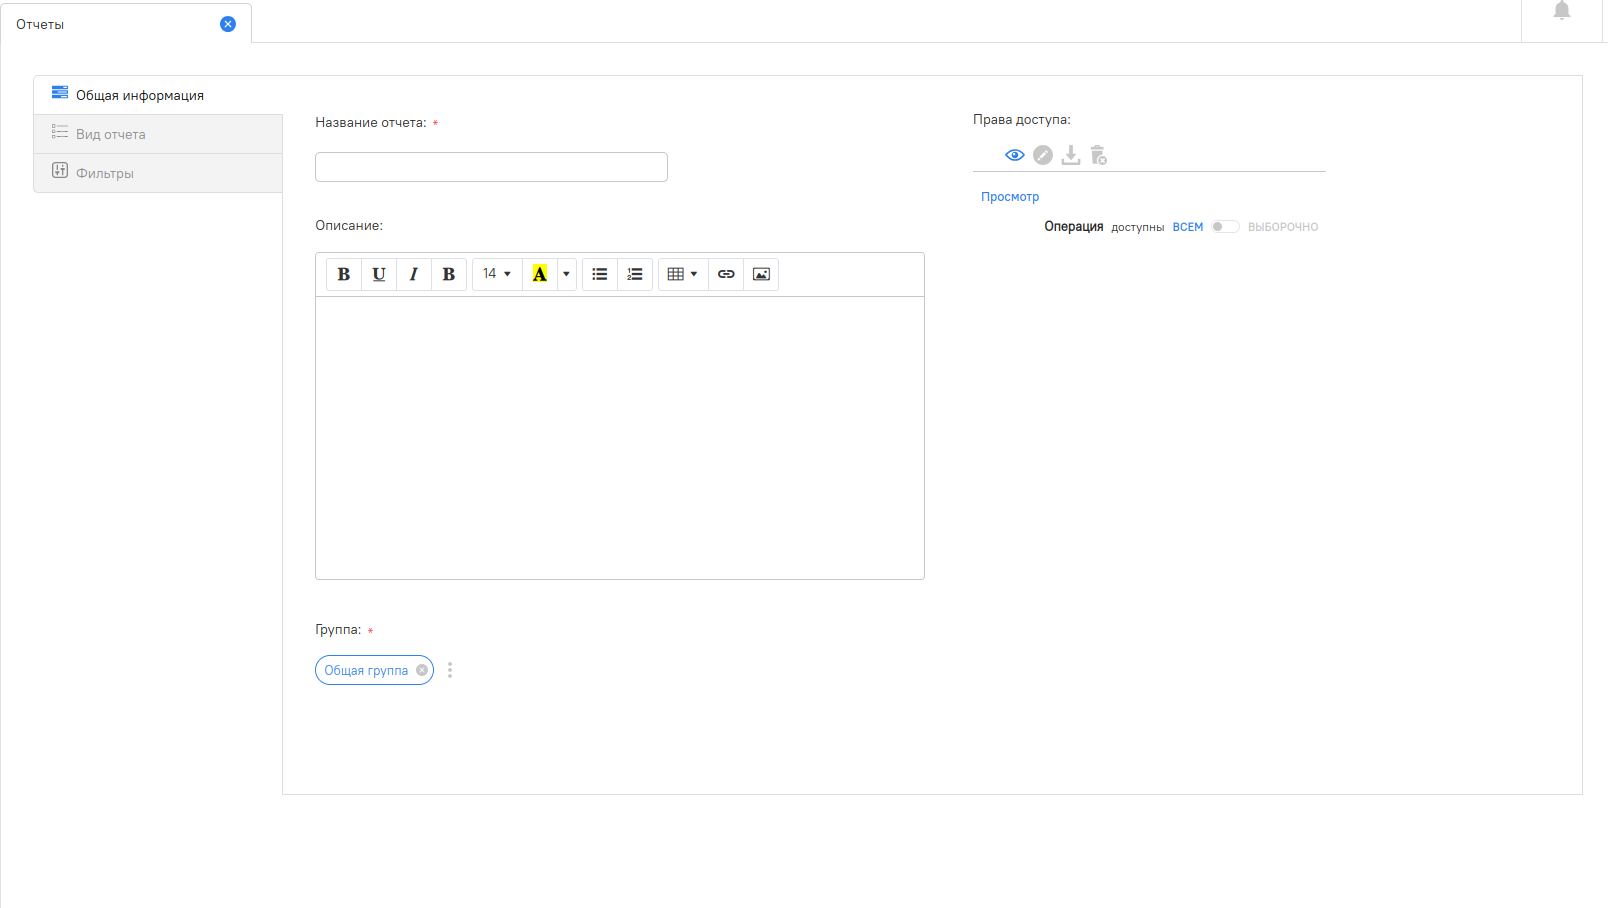 Отчеты
Общая информация
Вид отчета
Фильтры
Название отчета: *
Описание:
B U I B 14 A
Группа: *
Общая группа
Права доступа:
Просмотр
Операция доступны ВСЕМ ВЫБОРОЧНО